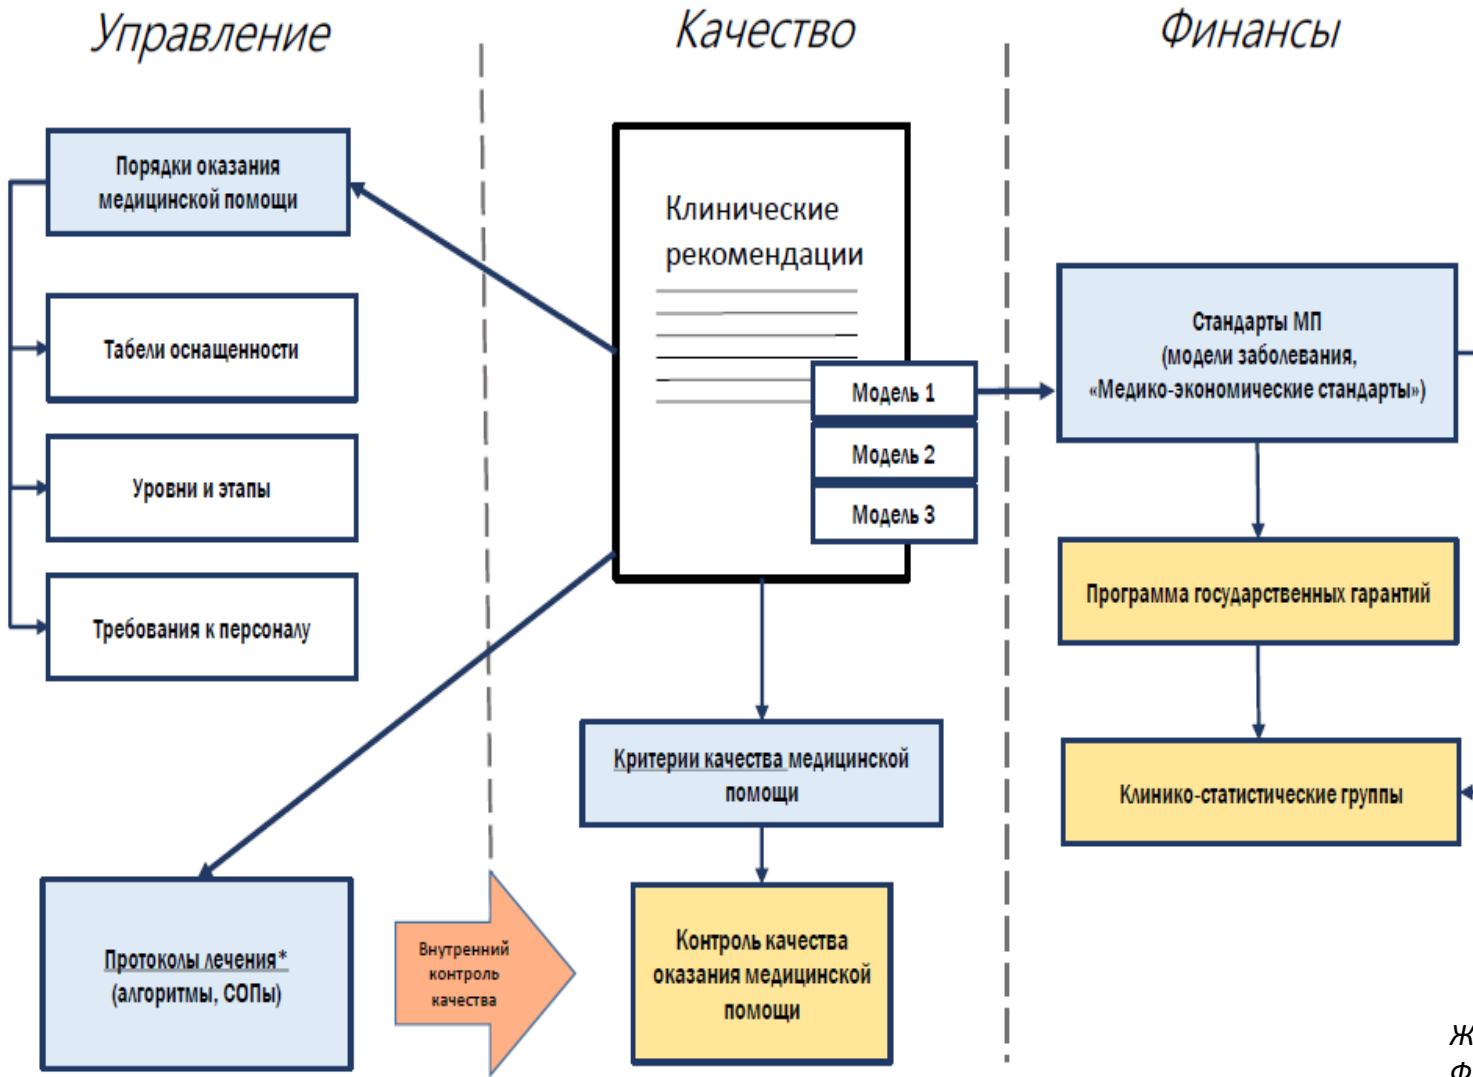 Управление
Качество
Финансы
Порядки оказания
медицинской помощи
Табели оснащенности
Уровни и этапы
Требования к персоналу
Протоколы лечения*
(алгоритмы, СОПы)
Клинические
рекомендации
Модель 1
Модель 2
Модель 3
Критерии качества медицинской
помощи
Внутренний
контроль
качества
Контроль качества
оказания медицинской
помощи
Стандарты МП
(модели заболевания,
«Медико-экономические стандарты»)
Программа государственных гарантий
Клинико-статистические группы